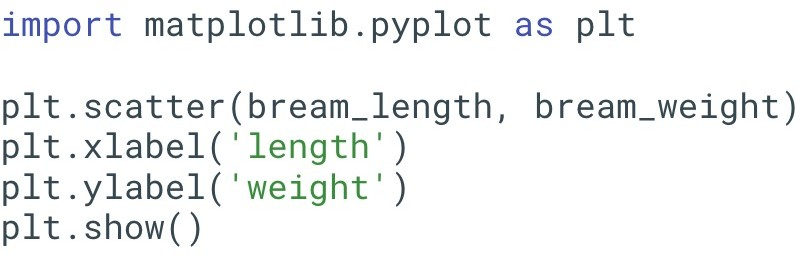 import matplotlib.pyplot as plt
plt.scatter(bream_length, bream_weight)
plt.xlabel('length')
plt.ylabel('weight')
plt.show()